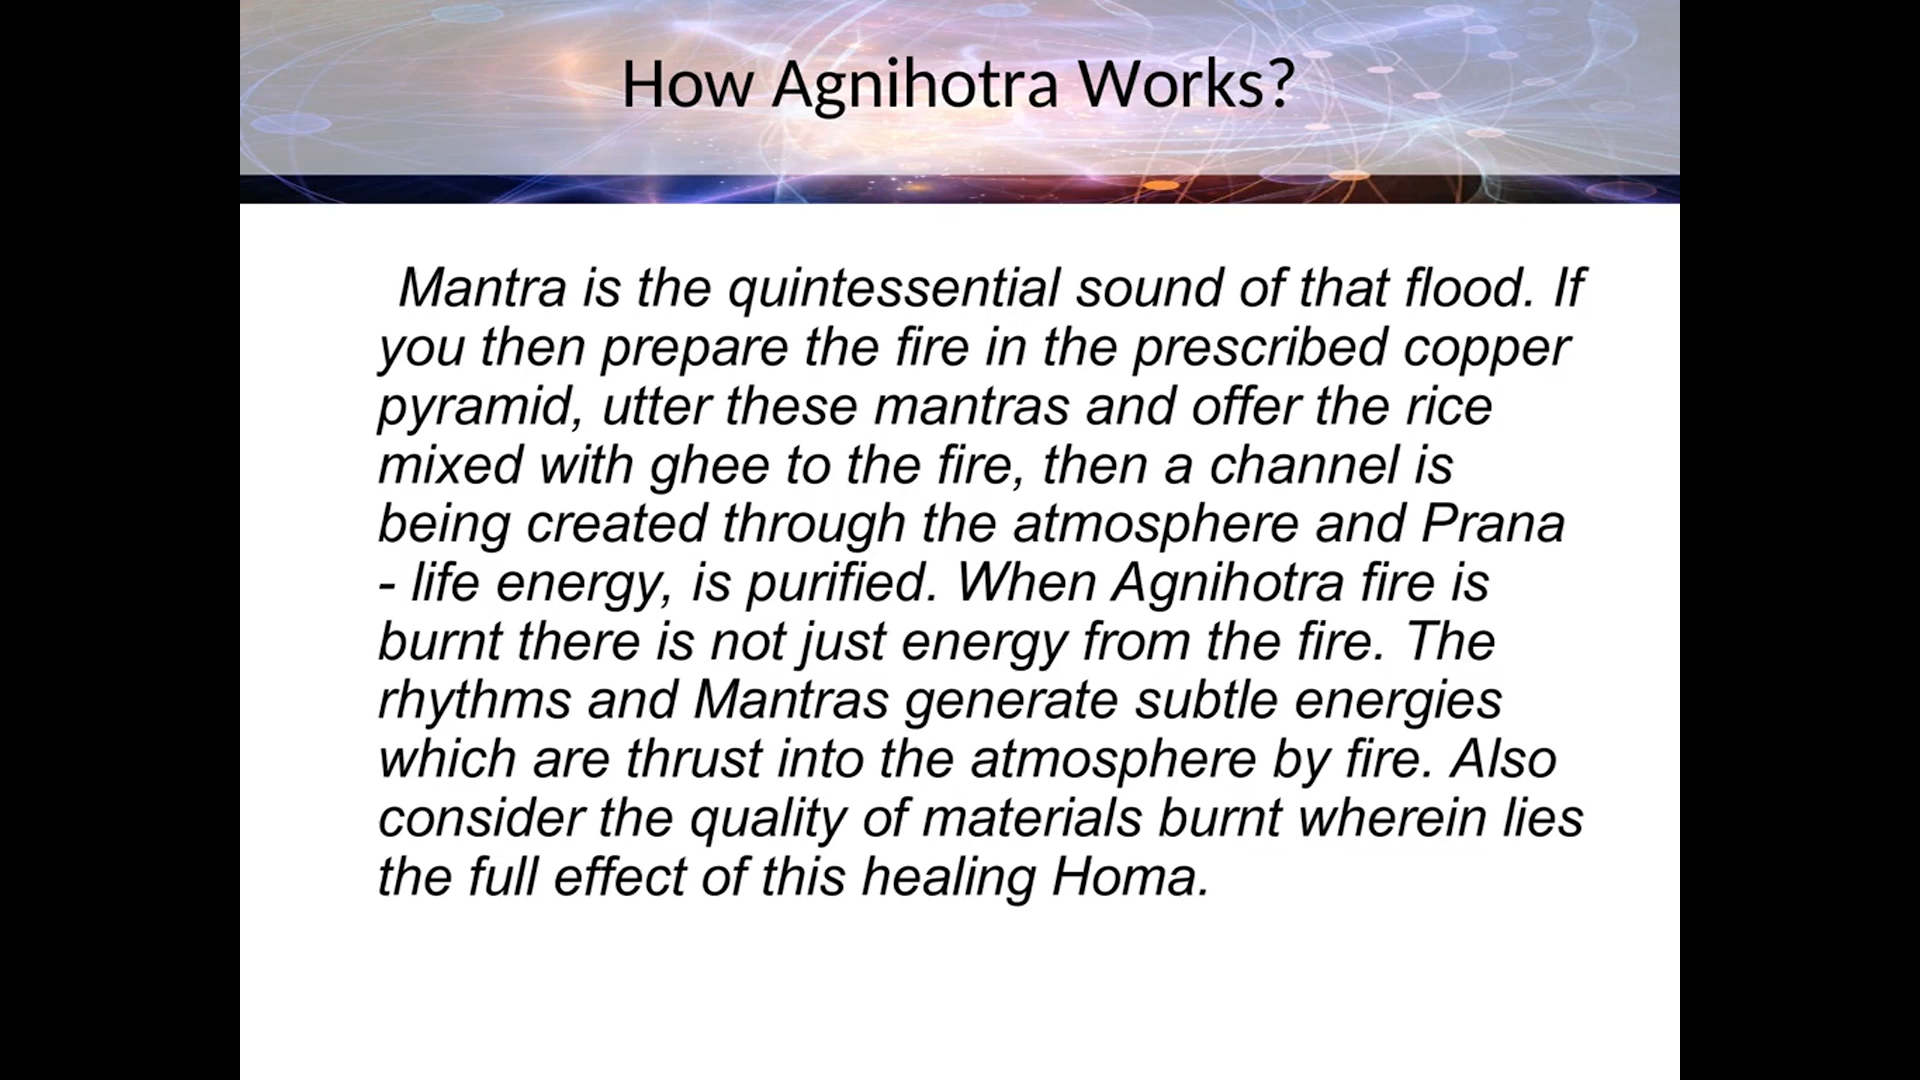 How Agnihotra Works?
Mantra is the quintessential sound of that flood. If
you then prepare the fire in the prescribed copper
pyramid, utter these mantras and offer the rice
mixed with ghee to the fire, then a channel is
being created through the atmosphere and Prana
- life energy, is purified. When Agnihotra fire is
burnt there is not just energy from the fire. The
rhythms and Mantras generate subtle energies
which are thrust into the atmosphere by fire. Also
consider the quality of materials burnt wherein lies
the full effect of this healing Homa.